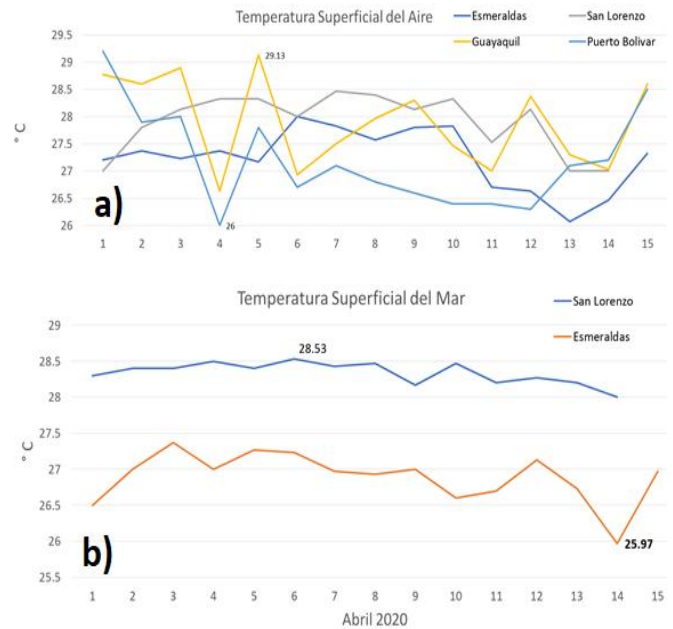 Temperatura Superficial del Aire
Esmeraldas
San Lorenzo
Guayaquil
Puerto Bolivar
29.5
29
28.5
28
27.5
27
26.5
26
° C
29.13
26
a)
1 2 3 4 5 6 7 8 9 10 11 12 13 14 15
Temperatura Superficial del Mar
San Lorenzo
Esmeraldas
29
28.5
28
27.5
27
26.5
26
25.5
° C
28.53
25.97
b)
1 2 3 4 5 6 7 8 9 10 11 12 13 14 15
Abril 2020